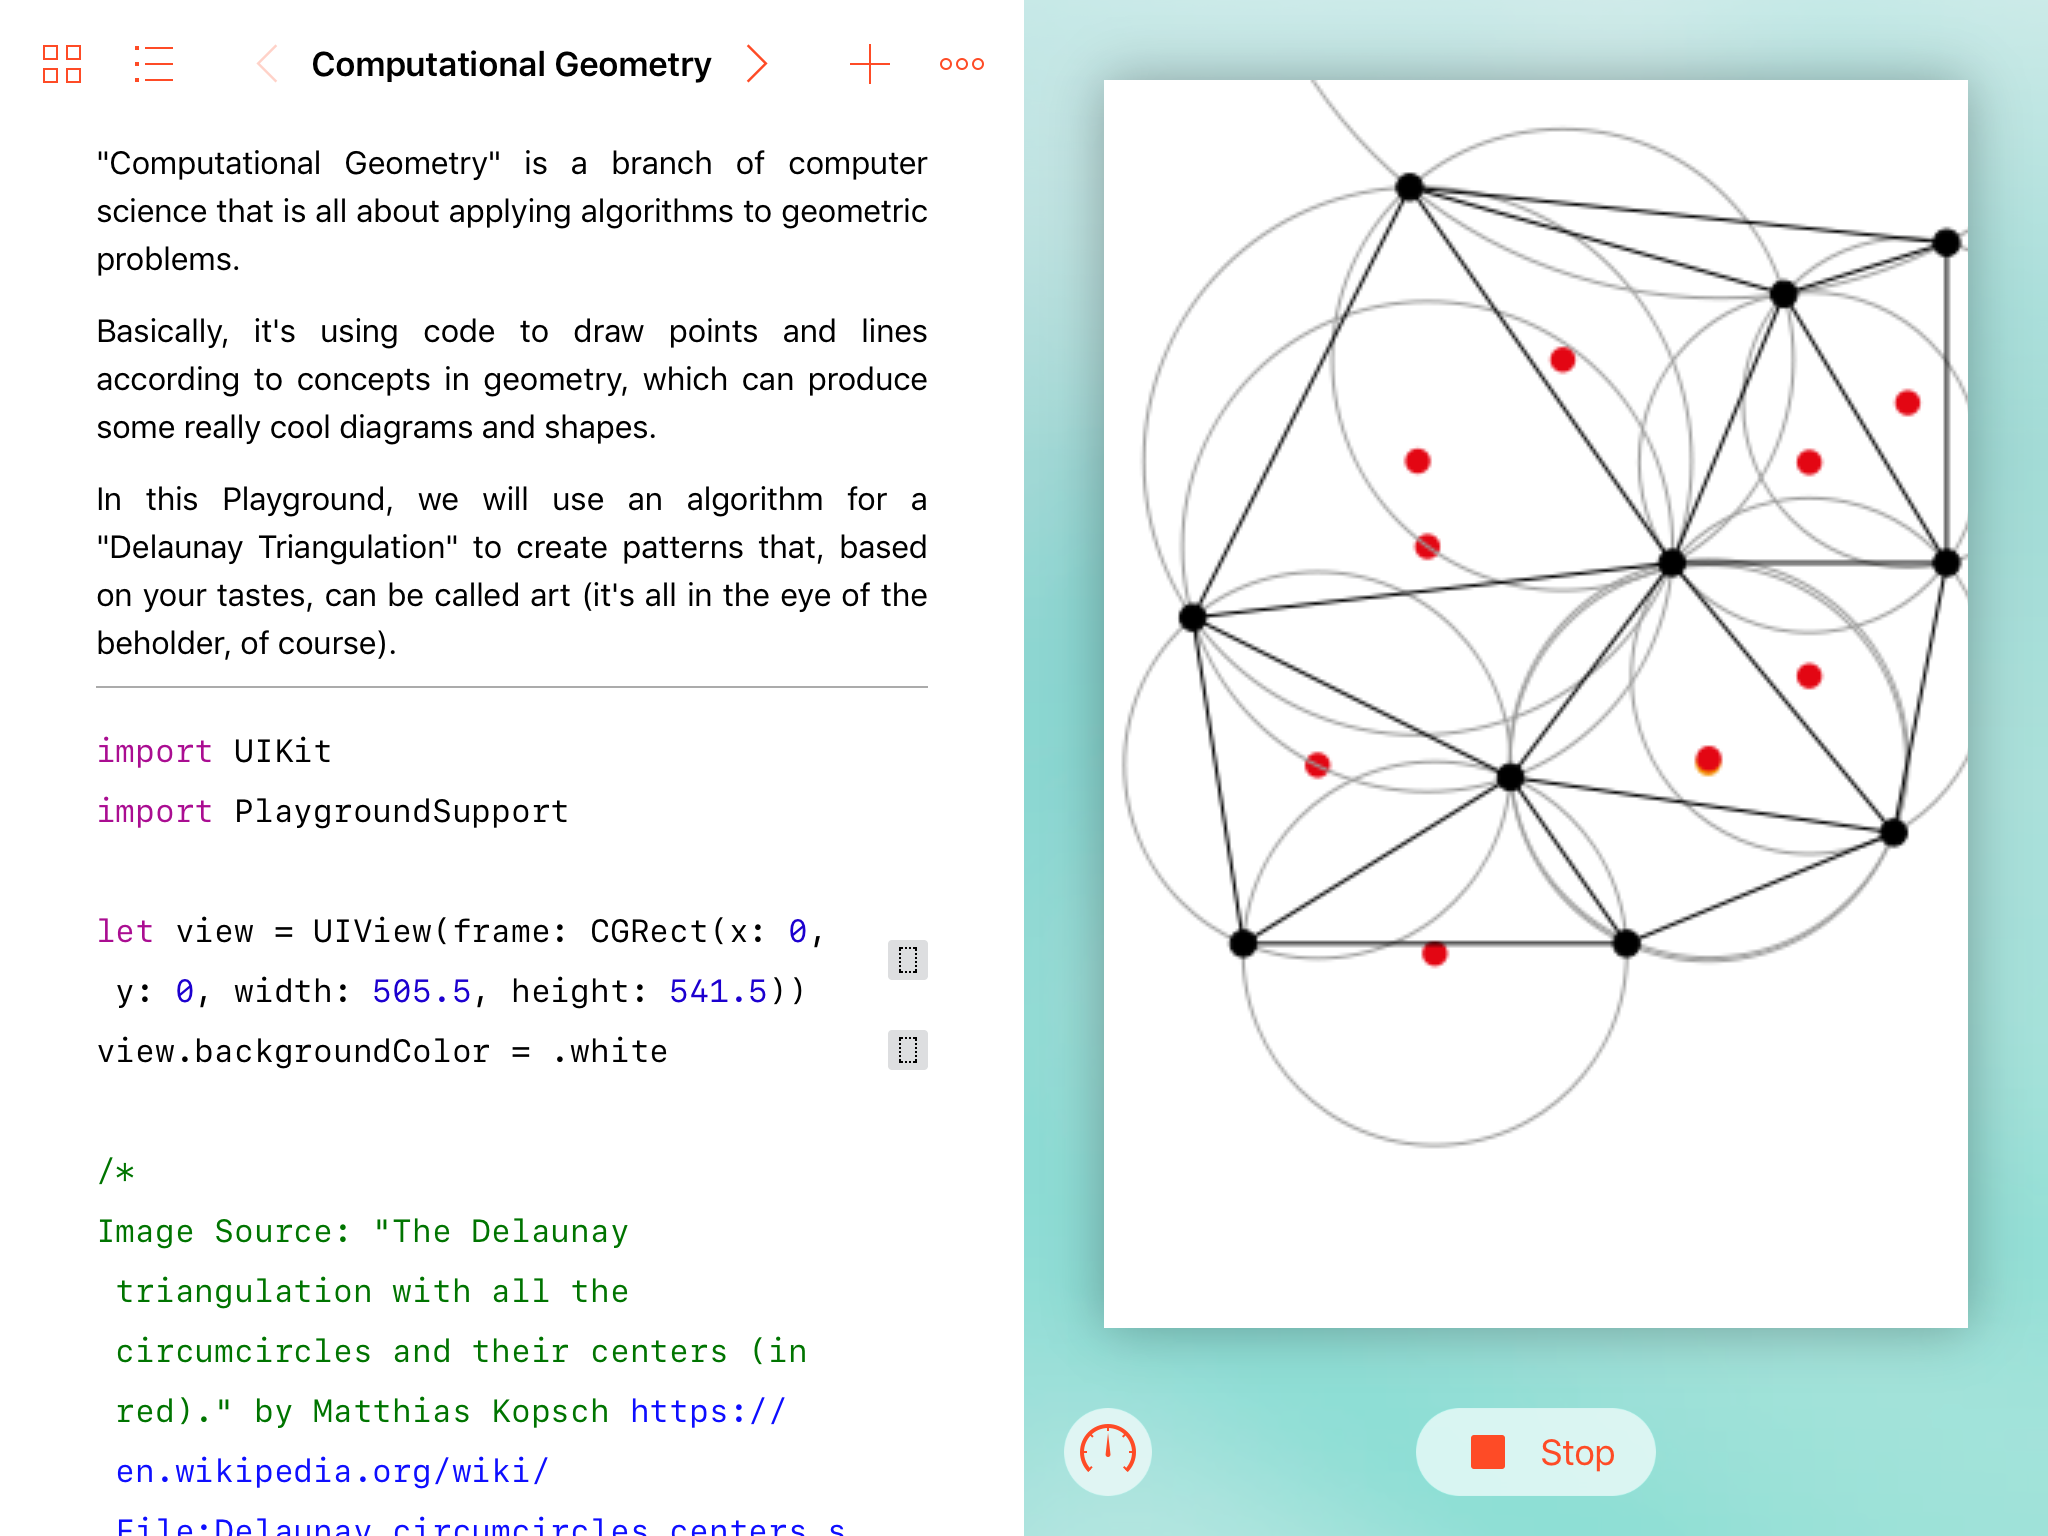 Computational Geometry
"Computational Geometry" is a branch of computer
science that is all about applying algorithms to geometric
problems.
Basically, it's using code to draw points and lines
according to concepts in geometry, which can produce
some really cool diagrams and shapes.
In this Playground, we will use an algorithm for a
"Delaunay Triangulation" to create patterns that, based
on your tastes, can be called art (it's all in the eye of the
beholder, of course).
import UIKit
import PlaygroundSupport
let view = UIView(frame: CGRect(x: 0,
y: 0, width: 505.5, height: 541.5))
view.backgroundColor = .white
/*
Image Source: "The Delaunay
triangulation with all the
circumcircles and their centers (in
red)." by Matthias Kopsch https://
en.wikipedia.org/wiki/
File:Delaunay_circumcircles_centers.s
Stop